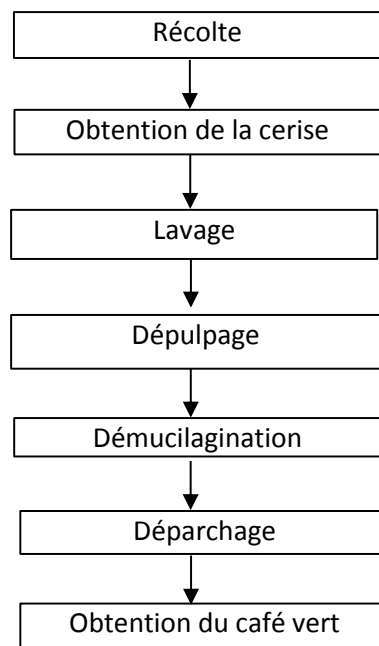 Récolte
Obtention de la cerise
Lavage
Dépulpage
Démucilagination
Déparchage
Obtention du café vert